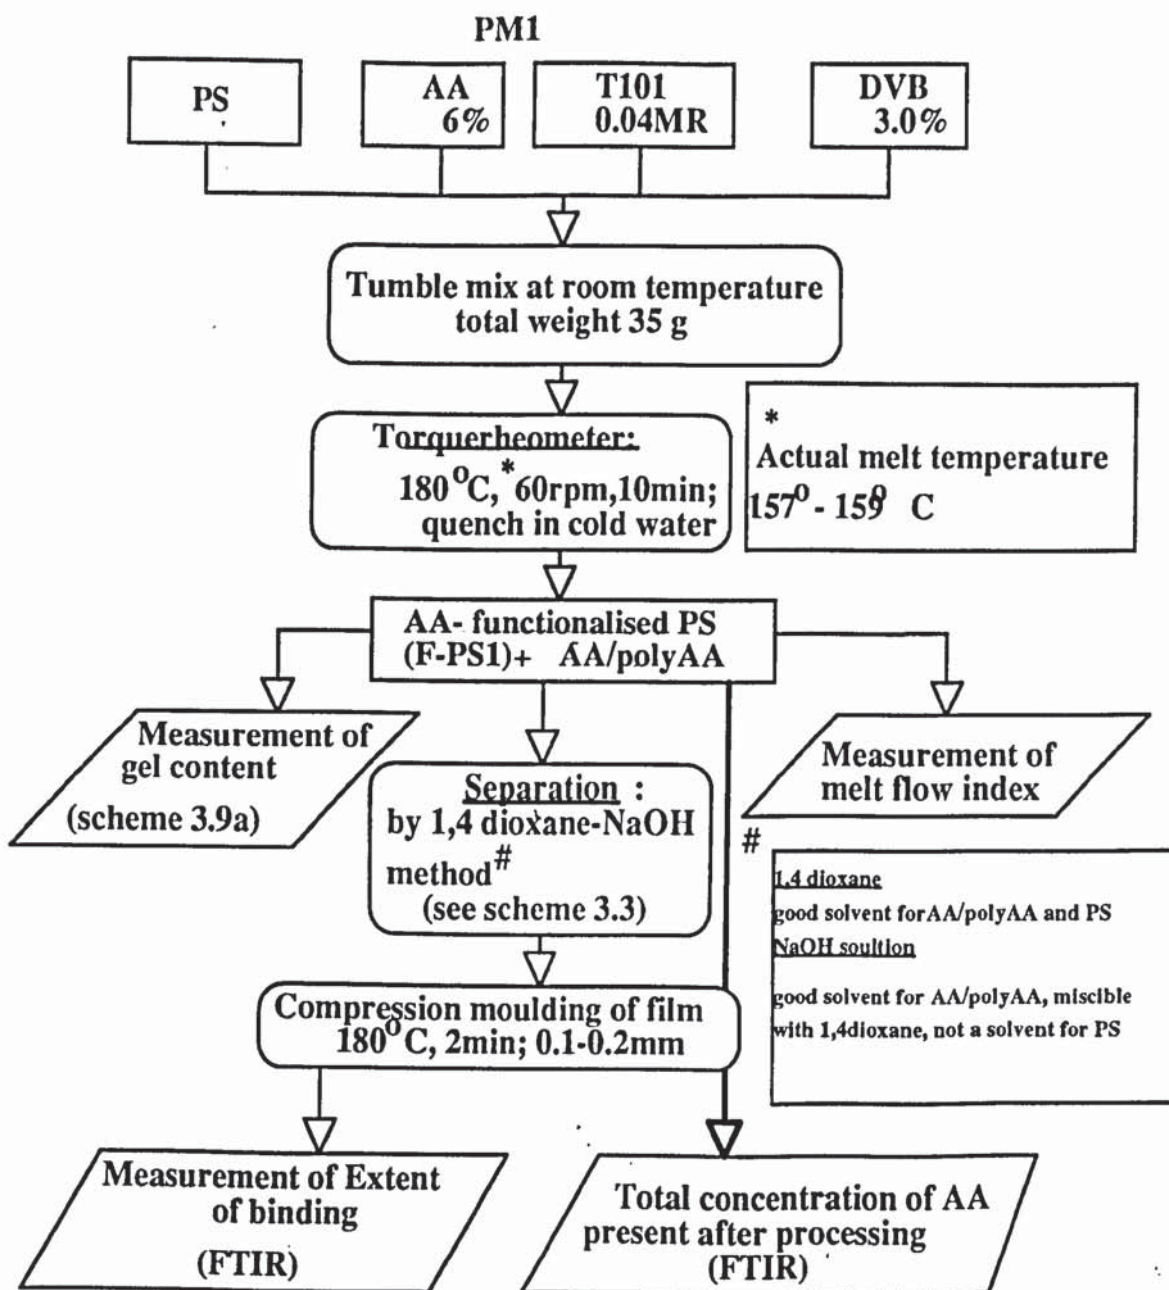 PM1
PS
AA
6%
T101
0.04MR
DVB
3.0%
Tumble mix at room temperature
total weight 35 g
Torquerheometer:
180°C,*60rpm,10min;
quench in cold water
*
Actual melt temperature
157°- 159° C
AA- functionalised PS
(F-PS1)+ AA/polyAA
Measurement of
gel content
(scheme 3.9a)
Separation :
by 1,4 dioxane-NaOH
method#
(see scheme 3.3)
Measurement of
melt flow index
#
1,4 dioxane
good solvent forAA/polyAA and PS
NaOH soultion
good solvent for AA/polyAA, miscible
with 1,4dioxane, not a solvent for PS
Compression moulding of film
180°C, 2min; 0.1-0.2mm
Measurement of Extent
of binding
(FTIR)
Total concentration of AA
present after processing
(FTIR)